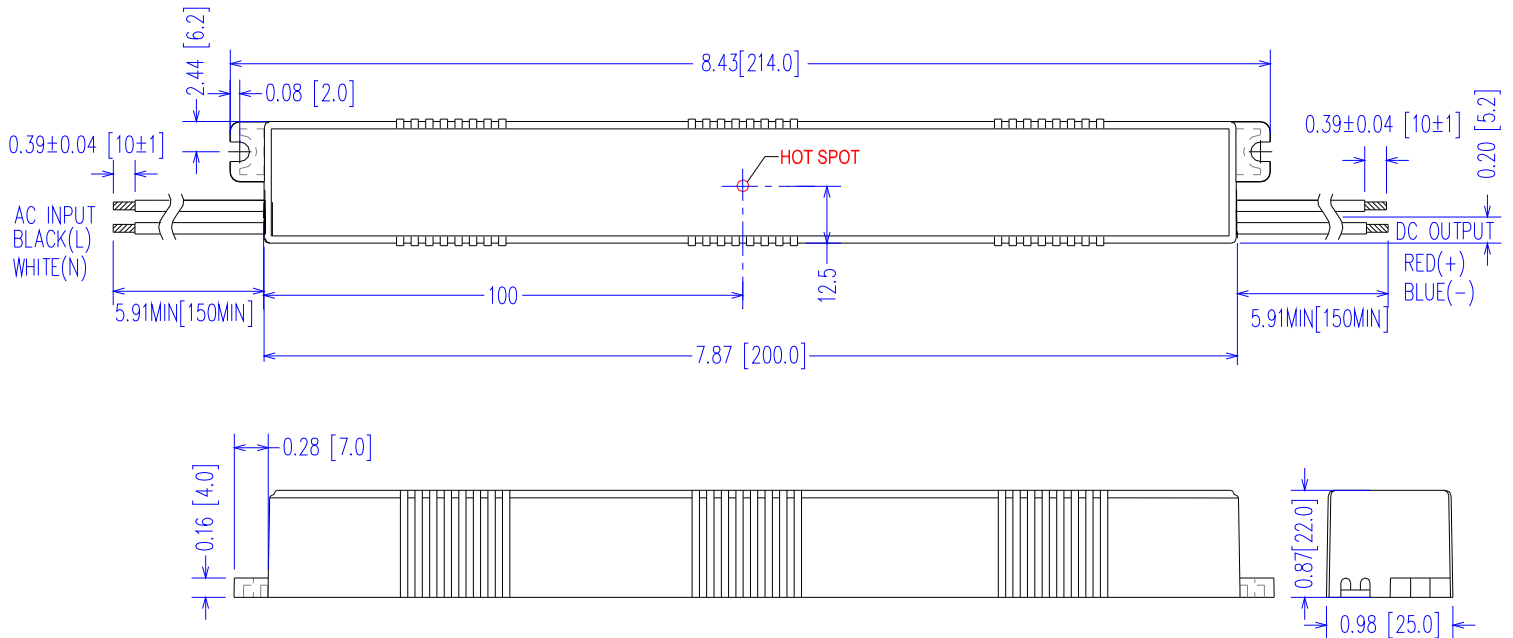 2.44 [6.2]
8.43[214.0]
0.08 [2.0]
0.39±0.04 [10±1]
0.39±0.04 [10±1]
0.20 [5.2]
HOT SPOT
AC INPUT
BLACK(L)
WHITE(N)
DC OUTPUT
RED(+)
BLUE(-)
12.5
100
5.91MIN[150MIN]
5.91MIN[150MIN]
7.87 [200.0]
0.28 [7.0]
0.16 [4.0]
0.87[22.0]
0.98 [25.0]